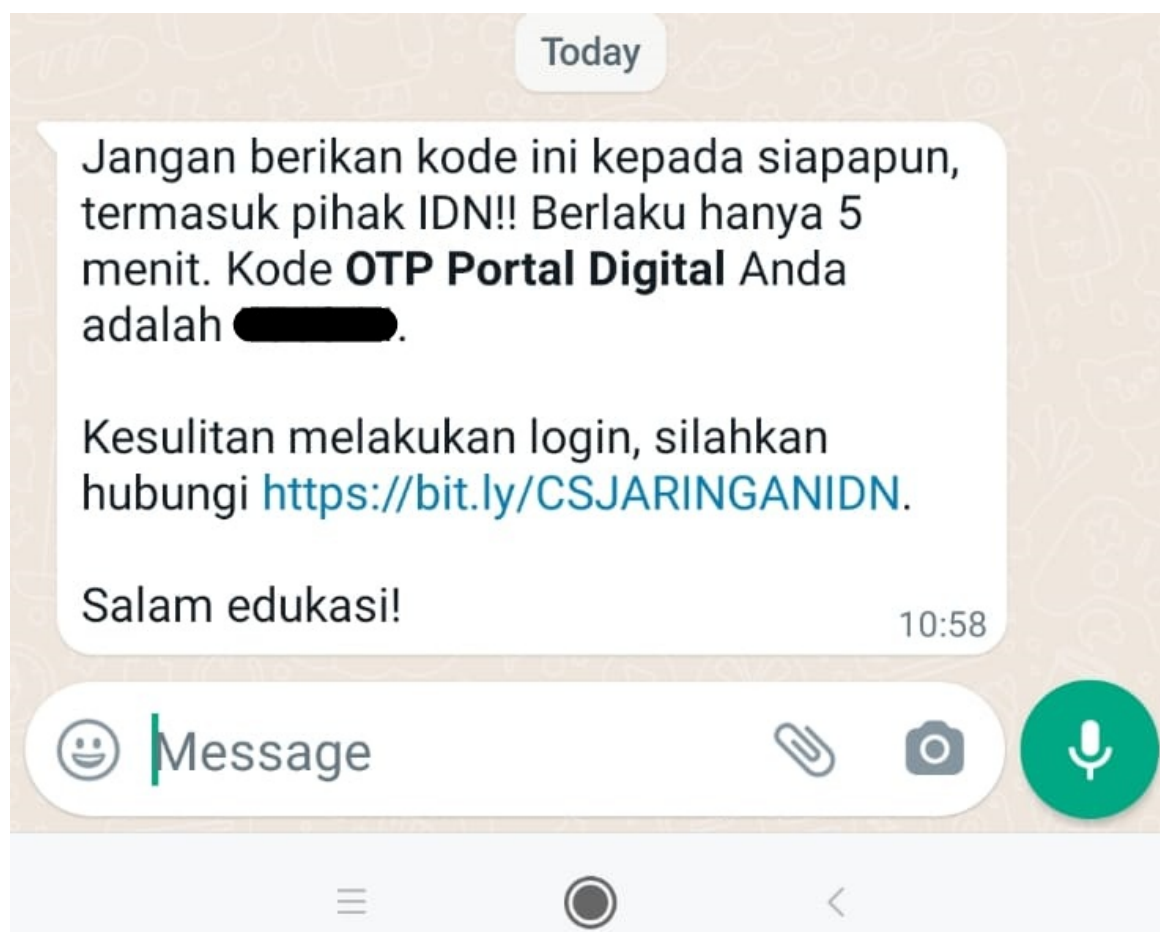 Today
Jangan berikan kode ini kepada siapapun,
termasuk pihak IDN!! Berlaku hanya 5
menit. Kode OTP Portal Digital Anda
adalah .
Kesulitan melakukan login, silahkan
hubungi https://bit.ly/CSJARINGANIDN.
Salam edukasi!
10:58
Message